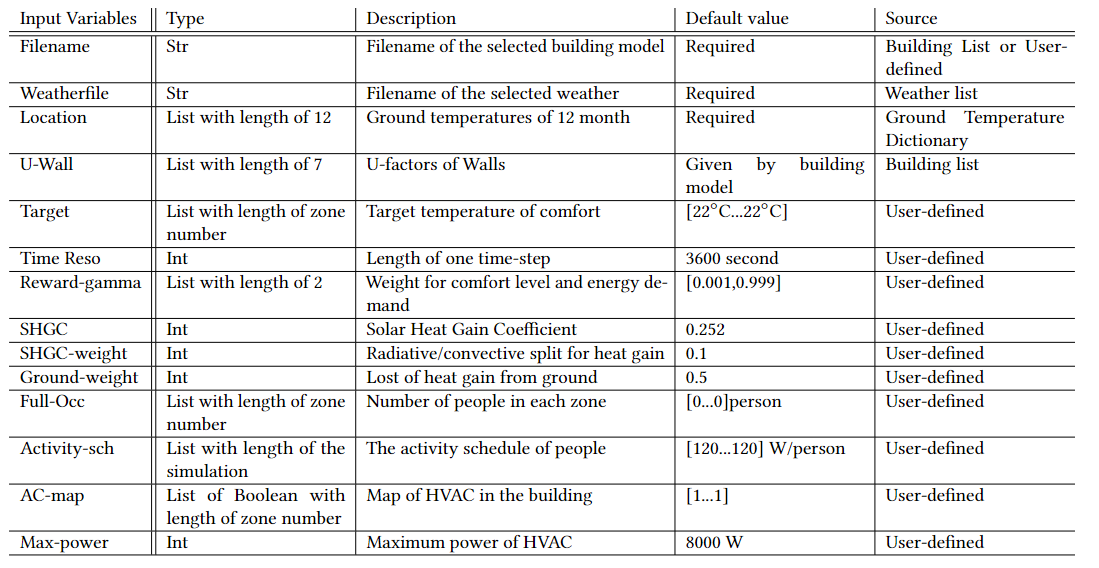 Input Variables Type Description Default value Source
Filename Str Filename of the selected building model Required Building List or User-
defined
Weatherfile Str Filename of the selected weather Required Weather list
Location List with length of 12 Ground temperatures of 12 month Required Ground Temperature
Dictionary
U-Wall List with length of 7 U-factors of Walls Given by building Building list
model
Target List with length of zone Target temperature of comfort [22°C...22°C] User-defined
number
Time Reso Int Length of one time-step 3600 second User-defined
Reward-gamma List with length of 2 Weight for comfort level and energy de- [0.001,0.999] User-defined
mand
SHGC Int Solar Heat Gain Coefficient 0.252 User-defined
SHGC-weight Int Radiative/convective split for heat gain 0.1 User-defined
Ground-weight Int Lost of heat gain from ground 0.5 User-defined
Full-Occ List with length of zone Number of people in each zone [0...0]person User-defined
number
Activity-sch List with length of the The activity schedule of people [120...120] W/person User-defined
simulation
AC-map List of Boolean with Map of HVAC in the building [1...1] User-defined
length of zone number
Max-power Int Maximum power of HVAC 8000 W User-defined